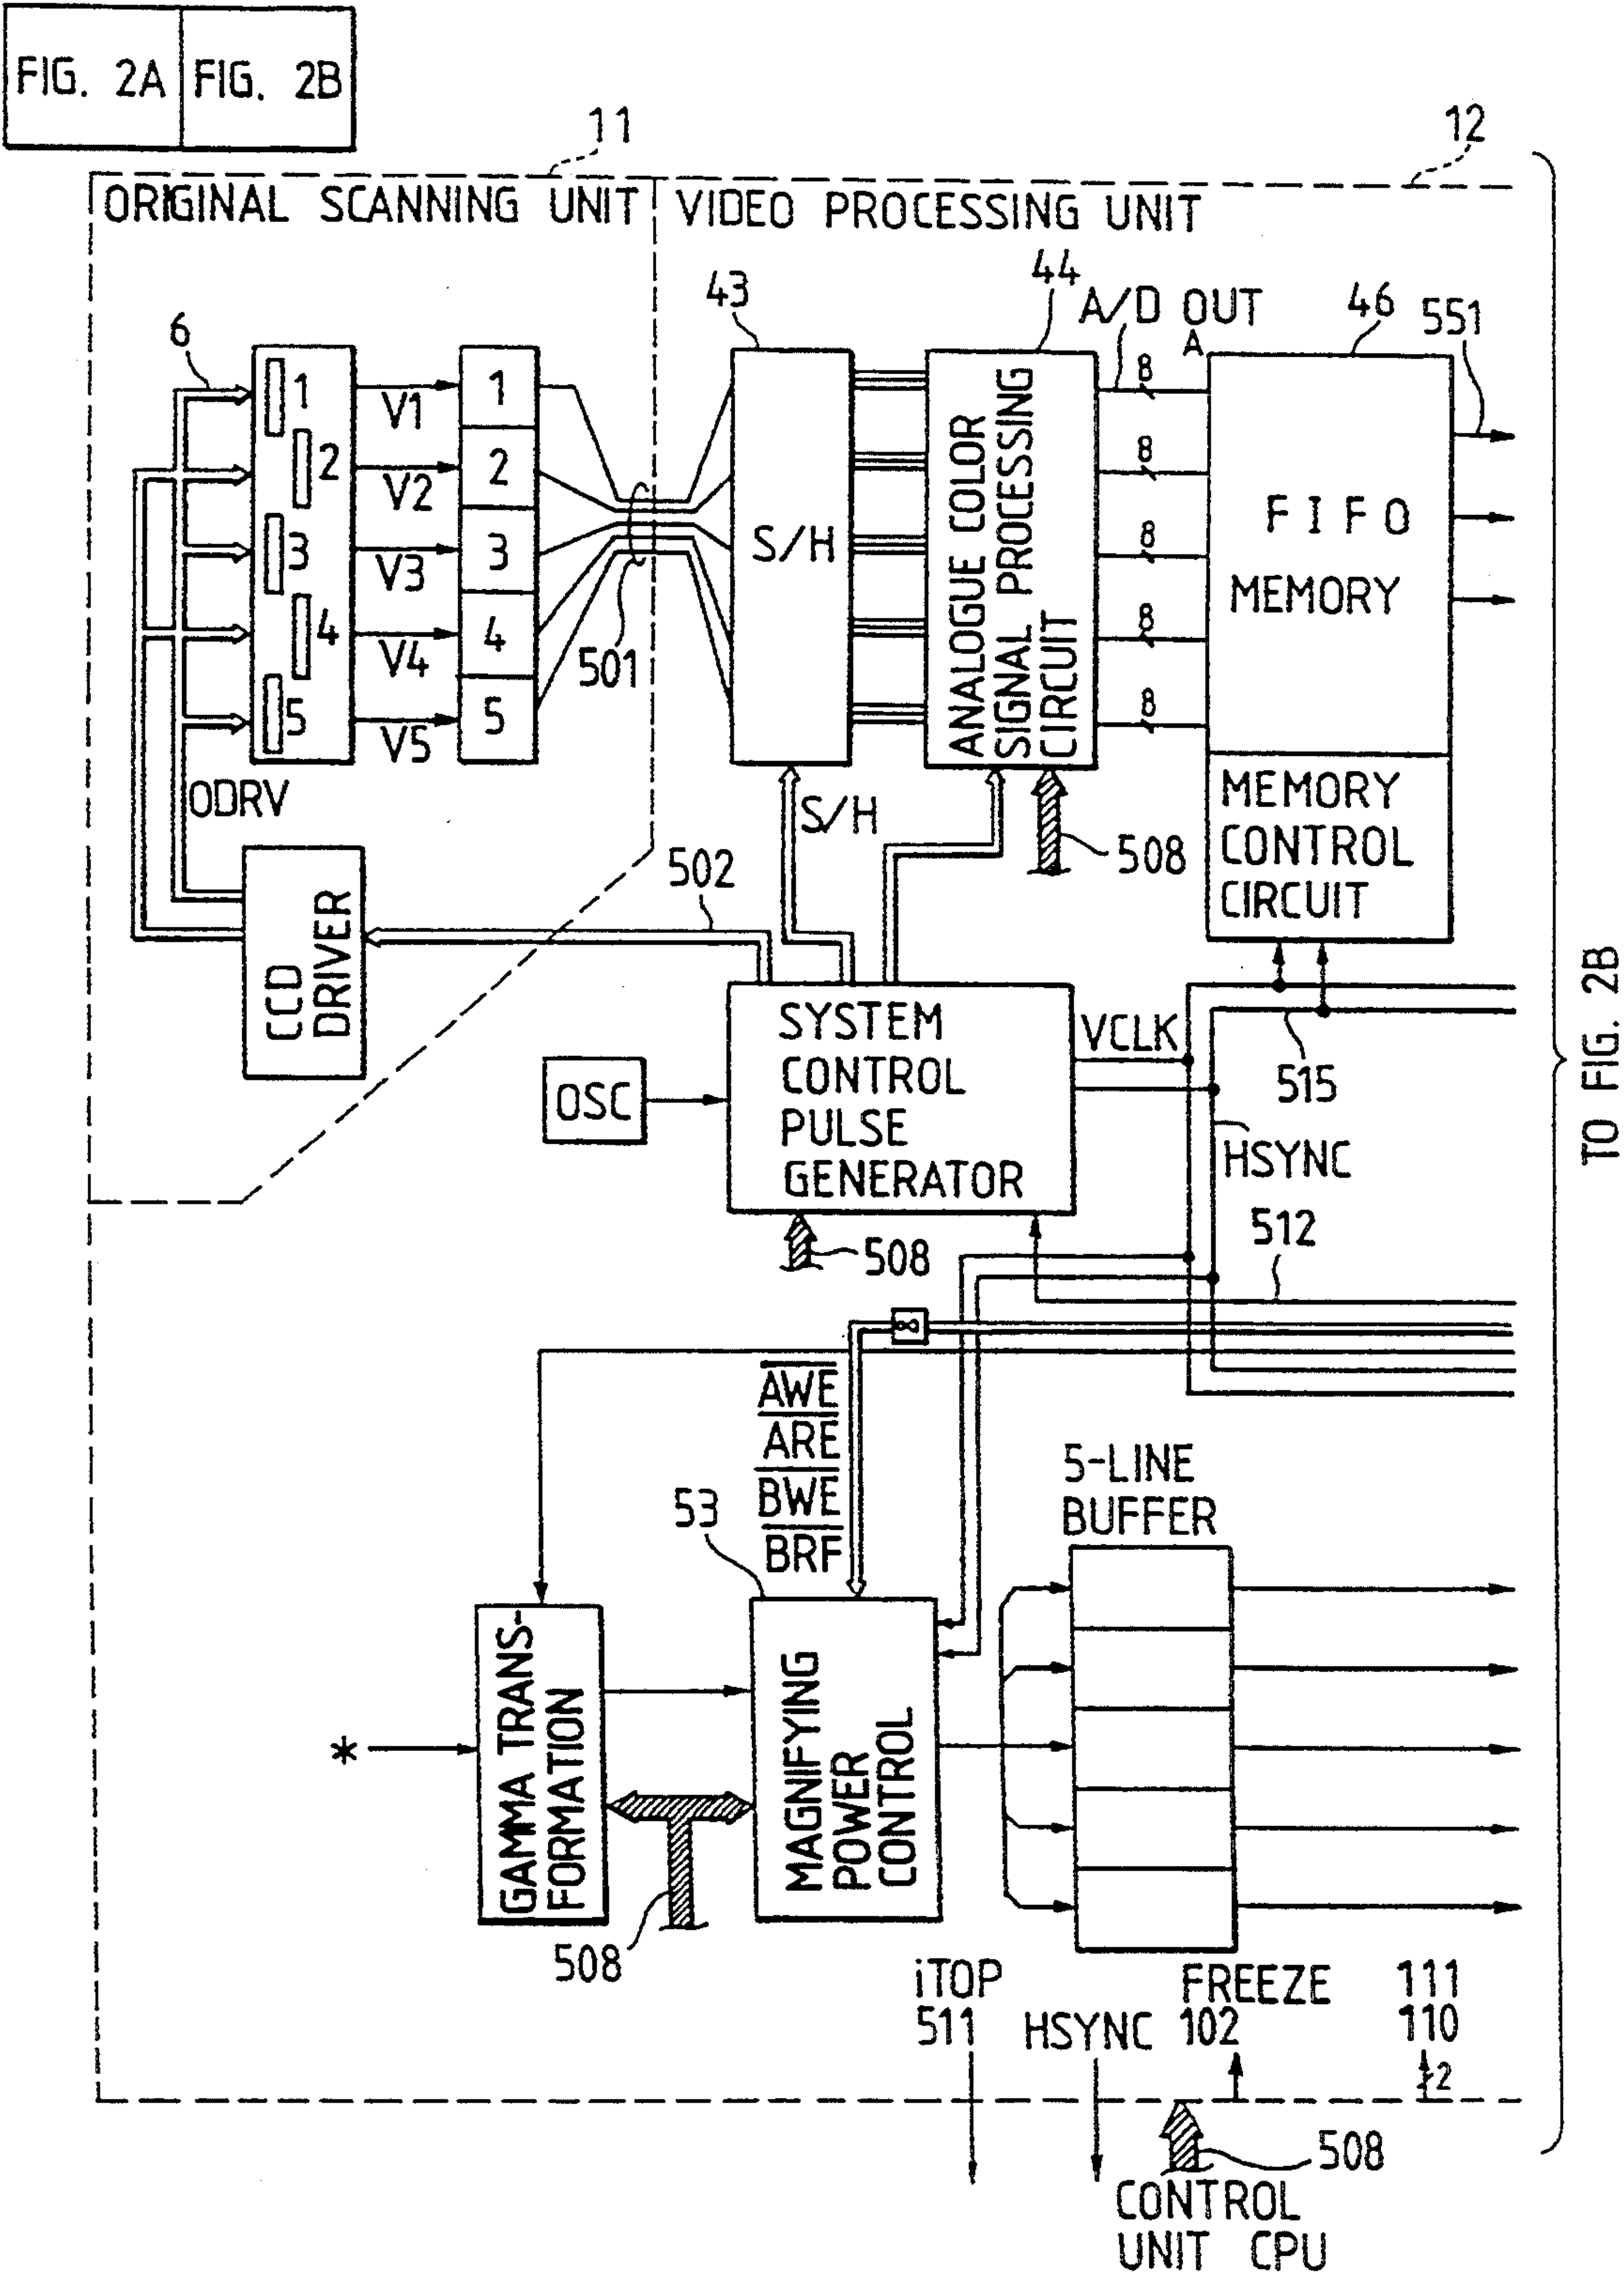 FIG. 2A
FIG. 2B
11
12
ORIGINAL SCANNING UNIT
VIDEO PROCESSING UNIT
6
43
44
A/D OUT
A
46
551
1
2
3
4
5
V1
V2
V3
V4
V5
1
2
3
4
5
501
S/H
ANALOGUE COLOR
SIGNAL PROCESSING
CIRCUIT
8
8
8
8
8
FIFO
MEMORY
MEMORY
CONTROL
CIRCUIT
ODRV
S/H
508
502
CCD
DRIVER
OSC
SYSTEM
CONTROL
PULSE
GENERATOR
VCLK
515
HSYNC
508
512
8
TO FIG. 2B
AWE
ARE
BWE
BRF
53
5-LINE
BUFFER
*
GAMMA TRANS-
FORMATION
MAGNIFYING
POWER
CONTROL
508
iTOP
511
HSYNC
FREEZE
102
111
110
2
508
CONTROL
UNIT CPU